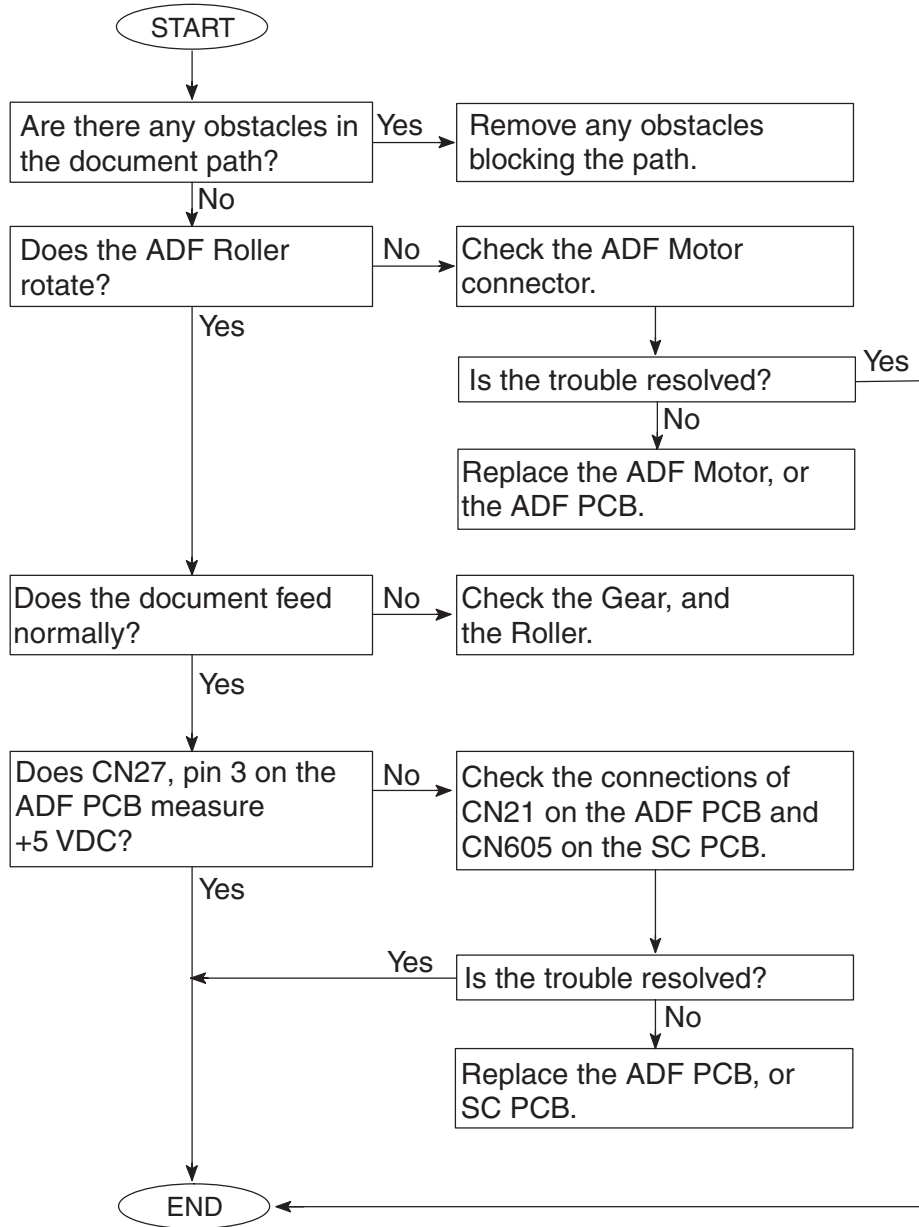 START
Are there any obstacles in
the document path?
Yes
Remove any obstacles
blocking the path.
No
Does the ADF Roller
rotate?
No
Check the ADF Motor
connector.
Yes
Is the trouble resolved?
Yes
No
Replace the ADF Motor, or
the ADF PCB.
Does the document feed
normally?
No
Check the Gear, and
the Roller.
Yes
Does CN27, pin 3 on the
ADF PCB measure
+5 VDC?
No
Check the connections of
CN21 on the ADF PCB and
CN605 on the SC PCB.
Yes
Yes
Is the trouble resolved?
No
Replace the ADF PCB, or
SC PCB.
END